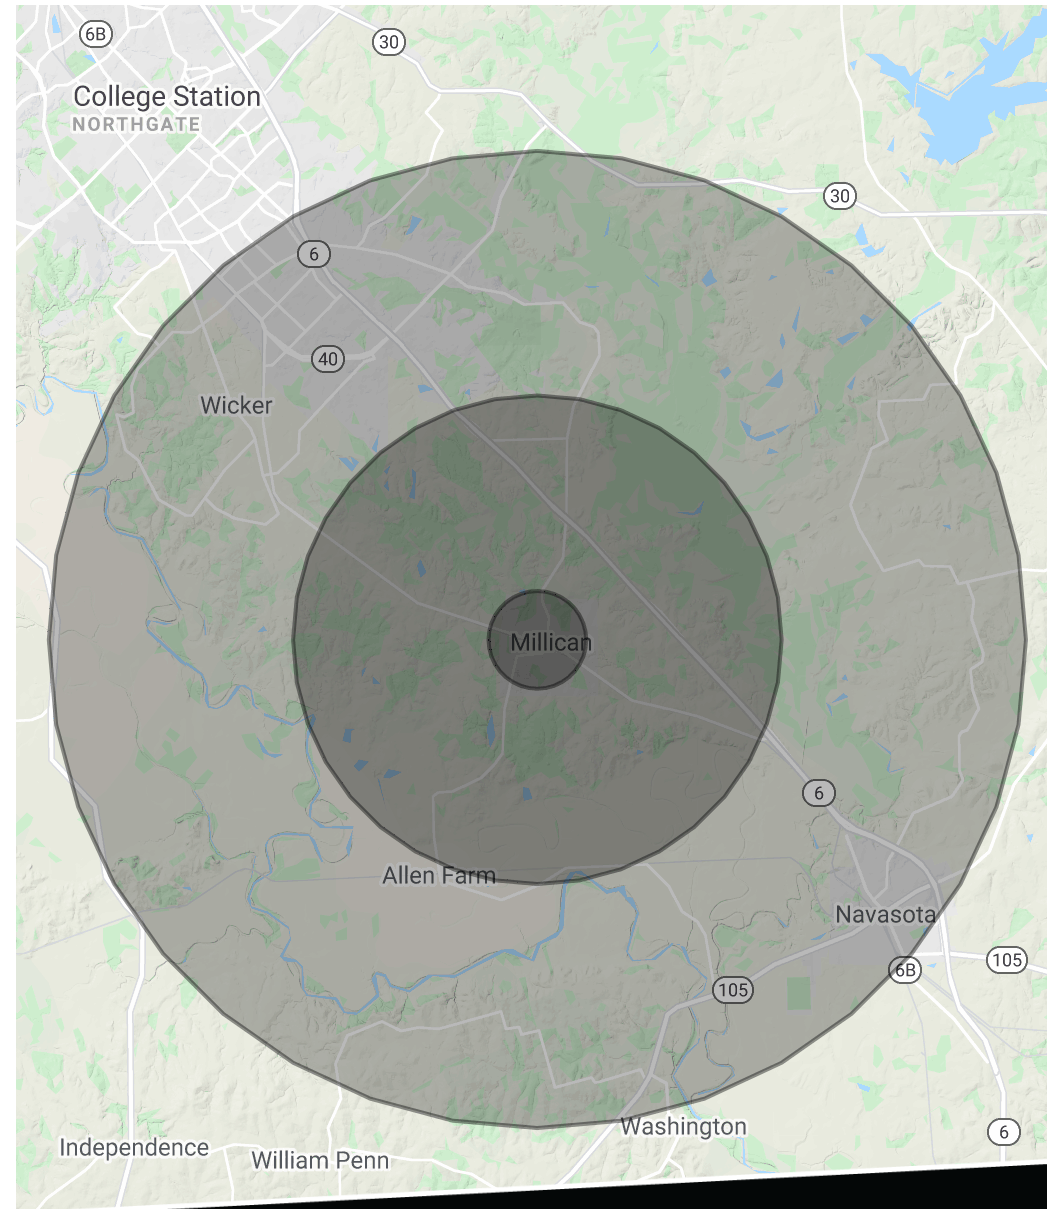 6B
30
College Station
NORTHGATE
30
6
40
Wicker
Millican
6
Allen Farm
Navasota
105
6B
105
Washington
6
Independence
William Penn